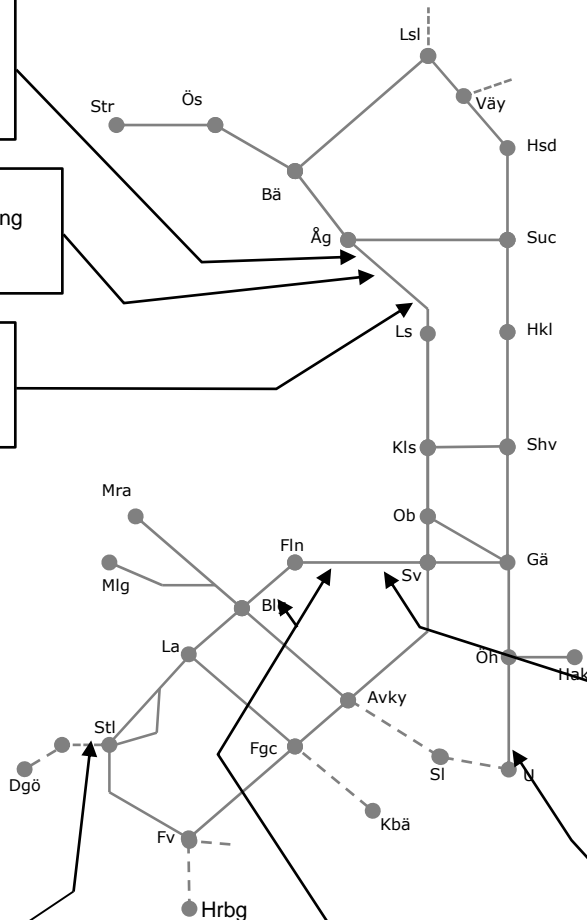 Lsl
Väy
Str
Ös
Hsd
Bä
ng
Åg
Suc
Ls
Hkl
Kls
Shv
Mra
Ob
Fln
Gä
Mlg
Sv
Bl
La
Öh
Hak
Avky
Stl
Fgc
Sl
U
Dgö
Kbä
Fv
Hrbg